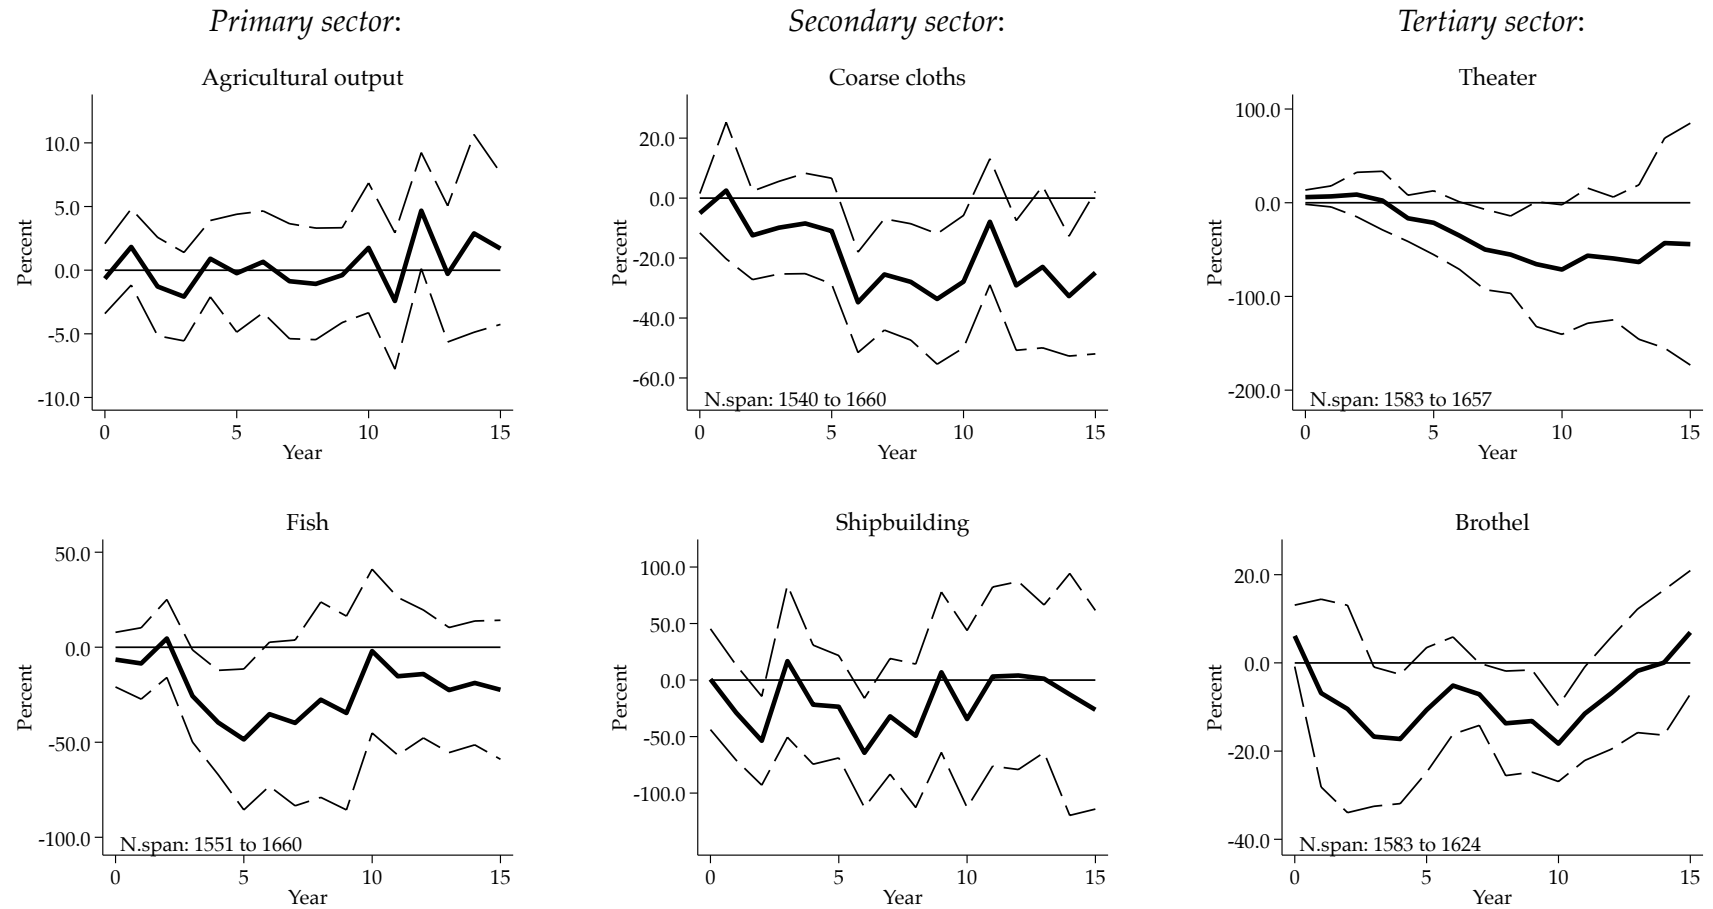 Primary sector:
Secondary sector:
Tertiary sector:
Agricultural output
Percent
10.0
5.0
0.0
-5.0
-10.0
0 5 10 15
Year
Coarse cloths
Percent
20.0
0.0
-20.0
-40.0
-60.0
N.span: 1540 to 1660
0 5 10 15
Year
Theater
Percent
100.0
0.0
-100.0
-200.0
N.span: 1583 to 1657
0 5 10 15
Year
Fish
Percent
50.0
0.0
-50.0
-100.0
N.span: 1551 to 1660
0 5 10 15
Year
Shipbuilding
Percent
100.0
50.0
0.0
-50.0
-100.0
0 5 10 15
Year
Brothel
Percent
20.0
0.0
-20.0
-40.0
N.span: 1583 to 1624
0 5 10 15
Year